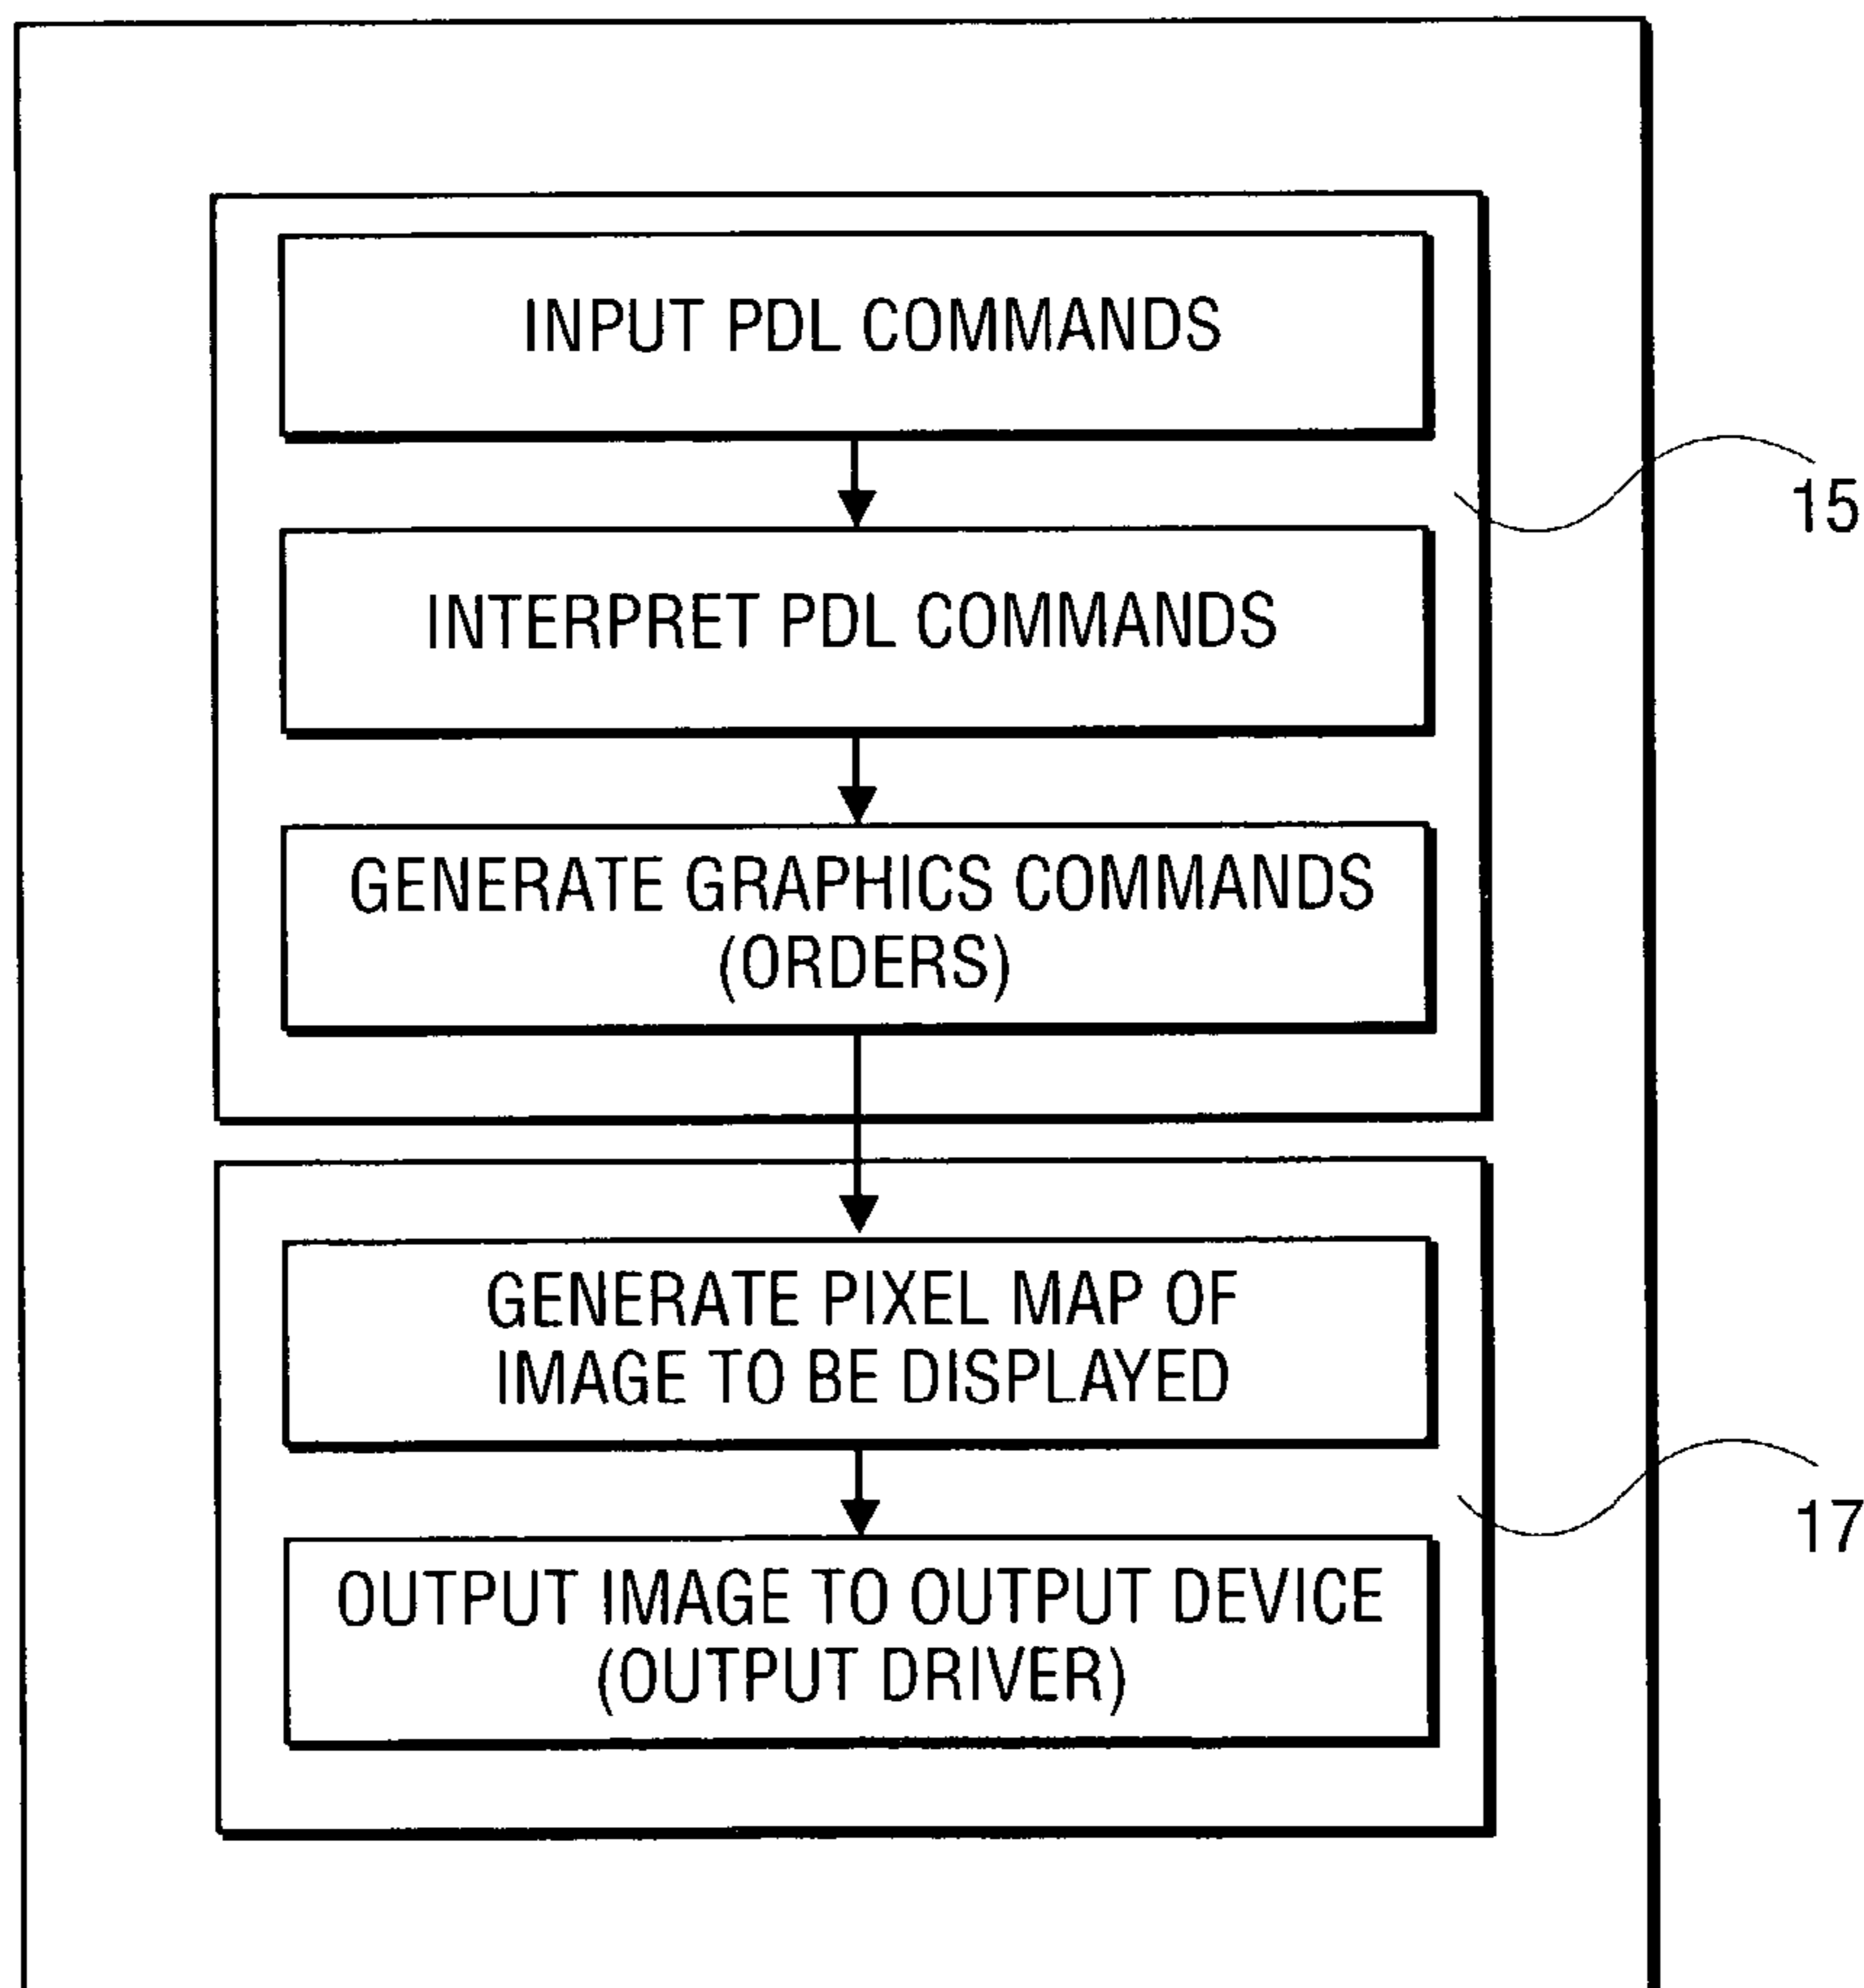 INPUT PDL COMMANDS
15
INTERPRET PDL COMMANDS
GENERATE GRAPHICS COMMANDS
(ORDERS)
GENERATE PIXEL MAP OF
IMAGE TO BE DISPLAYED
17
OUTPUT IMAGE TO OUTPUT DEVICE
(OUTPUT DRIVER)